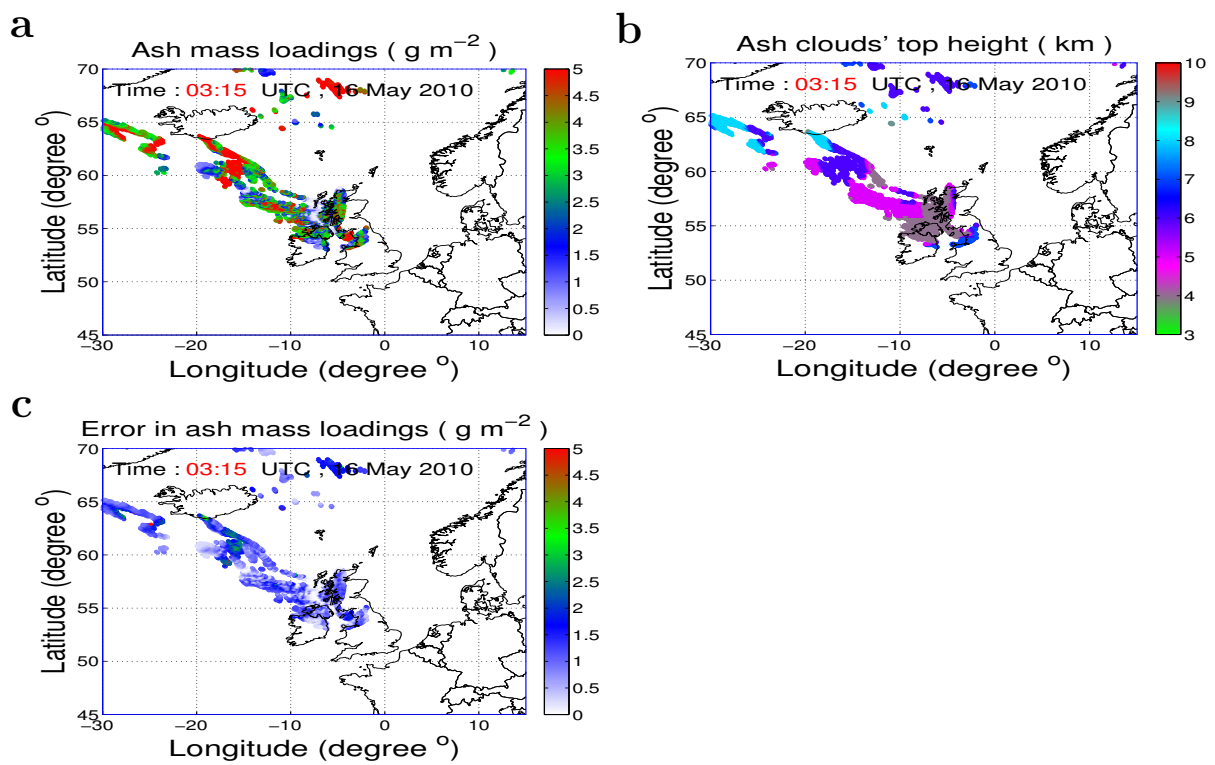 a
Ash mass loadings ( g m⁻² )
Time : 03:15 UTC , 16 May 2010
70
65
60
55
50
45
Latitude (degree °)
−30 −20 −10 0 10
Longitude (degree °)
5
4.5
4
3.5
3
2.5
2
1.5
1
0.5
0
b
Ash clouds' top height ( km )
Time : 03:15 UTC , 16 May 2010
70
65
60
55
50
45
Latitude (degree °)
−30 −20 −10 0 10
Longitude (degree °)
10
9
8
7
6
5
4
3
c
Error in ash mass loadings ( g m⁻² )
Time : 03:15 UTC , 16 May 2010
70
65
60
55
50
45
Latitude (degree °)
−30 −20 −10 0 10
Longitude (degree °)
5
4.5
4
3.5
3
2.5
2
1.5
1
0.5
0